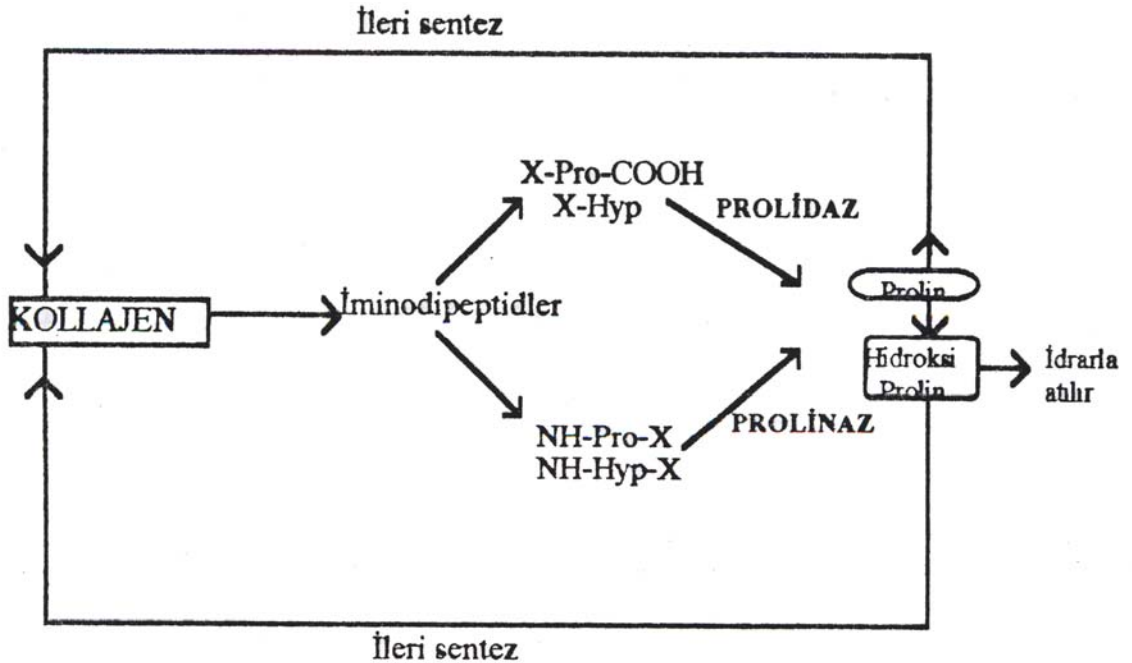 İleri sentez
X-Pro-COOH
X-Hyp
PROLİDAZ
Prolin
KOLLAJEN
İminodipeptidler
Hidroksi
Prolin
İdrarla
atılır
NH-Pro-X
NH-Hyp-X
PROLİNAZ
İleri sentez